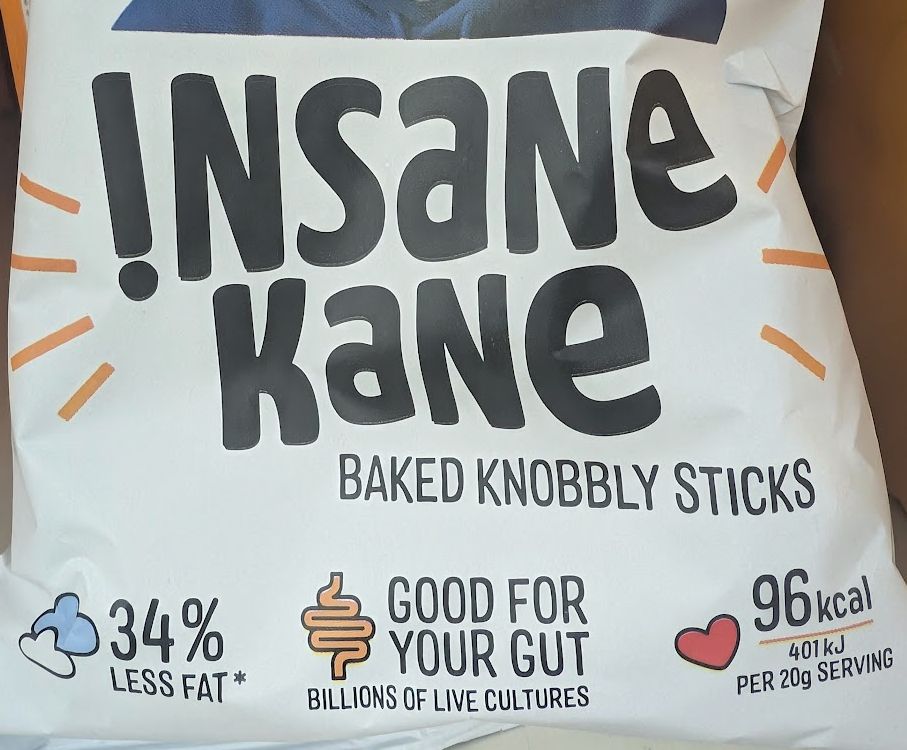 !NSaNe
KaNe
BAKED KNOBBLY STICKS
34%
LESS FAT*
GOOD FOR
YOUR GUT
BILLIONS OF LIVE CULTURES
96kcal
401kJ
PER 20g SERVING